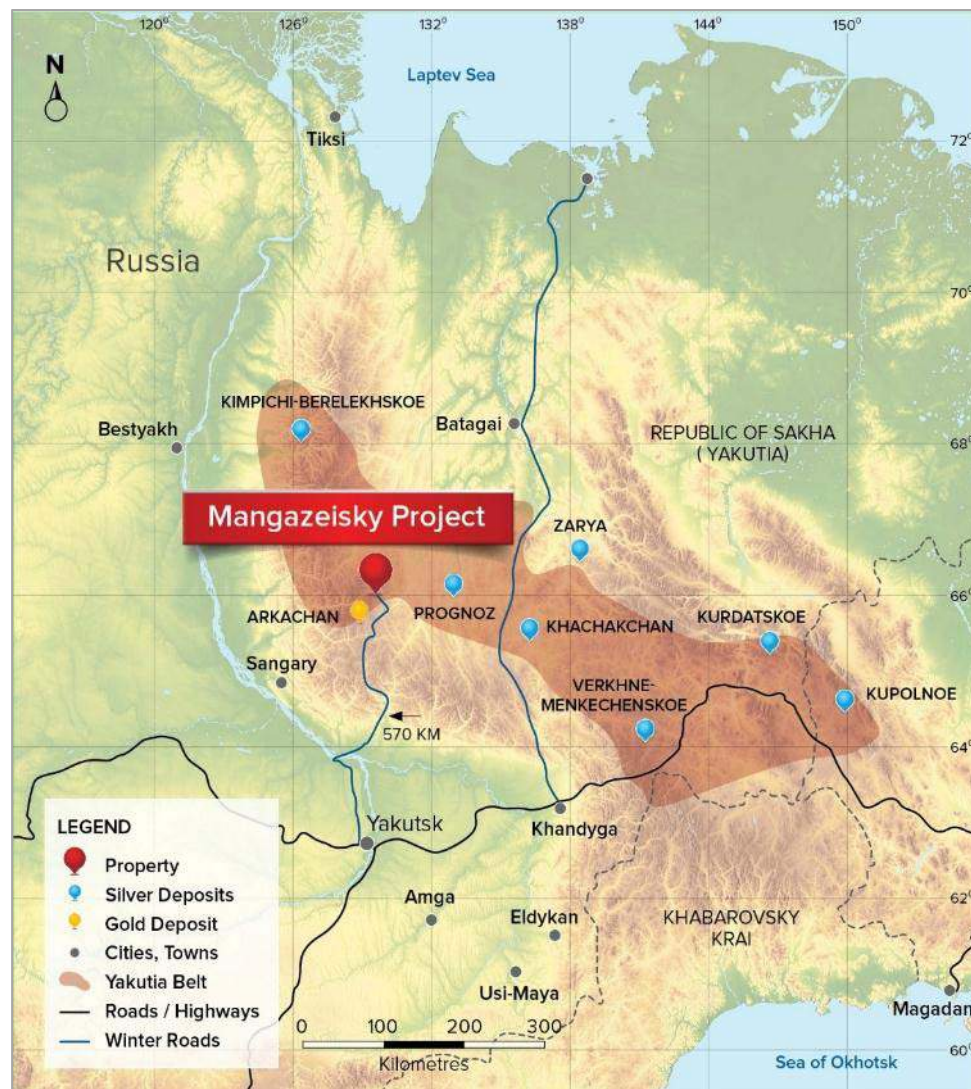 120° 126° 132° 138° 144° 150°
N
Laptev Sea
Tiksi
72°
Russia
70°
KIMPICHI-BERELEKHSKOE
Bestyakh
Batagai
REPUBLIC OF SAKHA
( YAKUTIA)
68°
Mangazeisky Project
ZARYA
66°
ARKACHAN
PROGNOZ
KHACHAKCHAN
KURDATSKOE
Sangary
VERKHNE-
MENKECHENSKOE
KUPOLNOE
570 KM
64°
LEGEND
Property
Silver Deposits
Gold Deposit
Cities, Towns
Yakutia Belt
Roads / Highways
Winter Roads
Yakutsk
Khandyga
Amga
62°
Eldykan
KHABAROVSKY
KRAI
Usi-Maya
Magadan
0 100 200 300
Kilometres
Sea of Okhotsk
60°